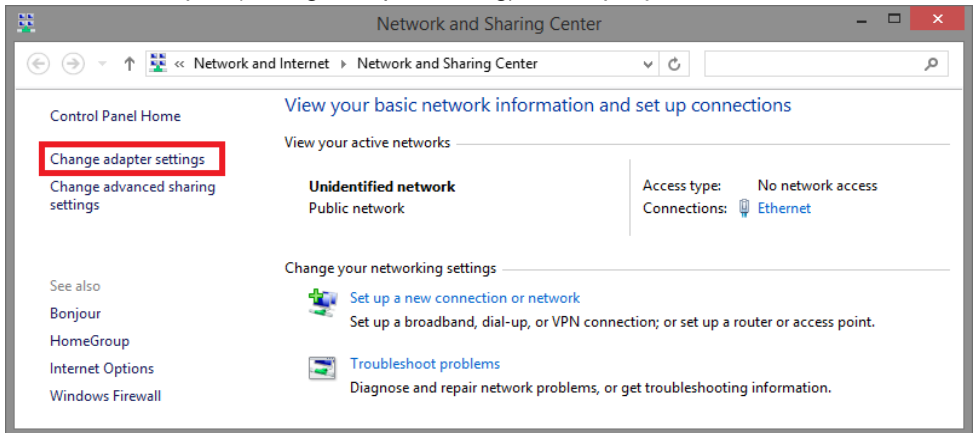 Network and Sharing Center
« Network and Internet ▸ Network and Sharing Center
Control Panel Home
Change adapter settings
Change advanced sharing
settings
See also
Bonjour
HomeGroup
Internet Options
Windows Firewall
View your basic network information and set up connections
View your active networks
Unidentified network
Public network
Access type: No network access
Connections: Ethernet
Change your networking settings
Set up a new connection or network
Set up a broadband, dial-up, or VPN connection; or set up a router or access point.
Troubleshoot problems
Diagnose and repair network problems, or get troubleshooting information.